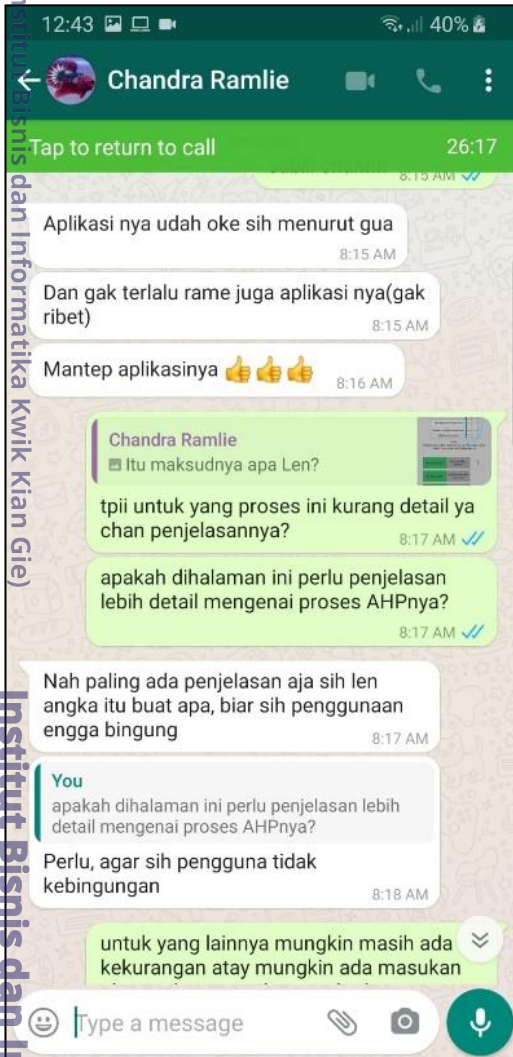 12:43 40%
Chandra Ramlie
Tap to return to call 26:17
8:15 AM
Aplikasi nya udah oke sih menurut gua
8:15 AM
Dan gak terlalu rame juga aplikasi nya(gak
ribet)
8:15 AM
Mantep aplikasinya 👍👍👍 8:16 AM
Chandra Ramlie
Itu maksudnya apa Len?
tpii untuk yang proses ini kurang detail ya
chan penjelasannya?
8:17 AM
apakah dihalaman ini perlu penjelasan
lebih detail mengenai proses AHPnya?
8:17 AM
Nah paling ada penjelasan aja sih len
angka itu buat apa, biar sih penggunaan
engga bingung
8:17 AM
You
apakah dihalaman ini perlu penjelasan lebih
detail mengenai proses AHPnya?
Perlu, agar sih pengguna tidak
kebingungan
8:18 AM
untuk yang lainnya mungkin masih ada
kekurangan atay mungkin ada masukan
Type a message
Bisnis dan Informatika Kwik Kian Gie)
Institut Bisnis dan